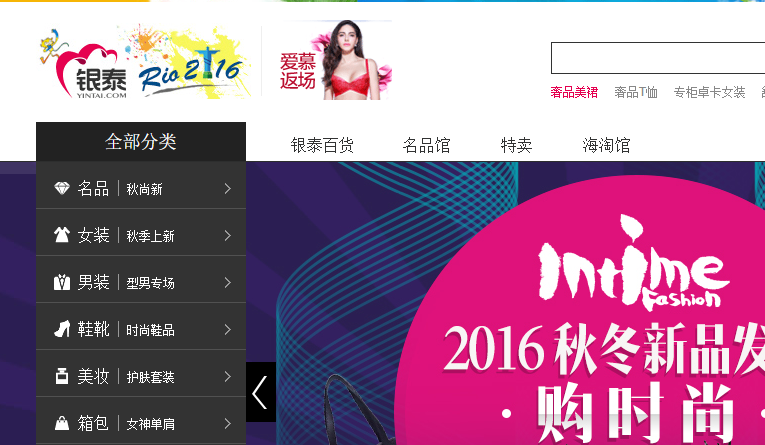 银泰
YINTAI.COM
Rio 2016
爱慕
返场
奢品美裙 奢品T恤 专柜卓卡女装
全部分类
银泰百货 名品馆 特卖 海淘馆
名品 | 秋尚新
女装 | 秋季上新
男装 | 型男专场
鞋靴 | 时尚鞋品
美妆 | 护肤套装
箱包 | 女神单肩
Intime
Fashion
2016秋冬新品发
·购时尚·